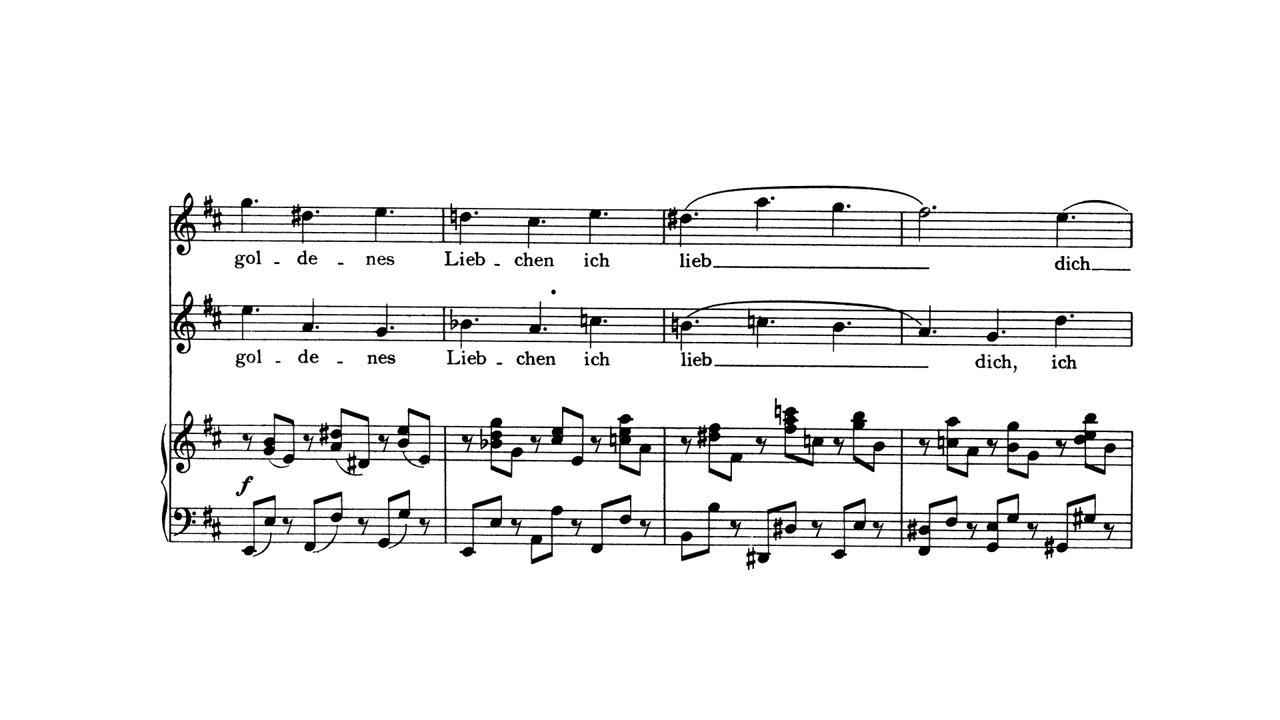 gol - de - nes Lieb - chen ich lieb dich
gol - de - nes Lieb - chen ich lieb dich, ich
f